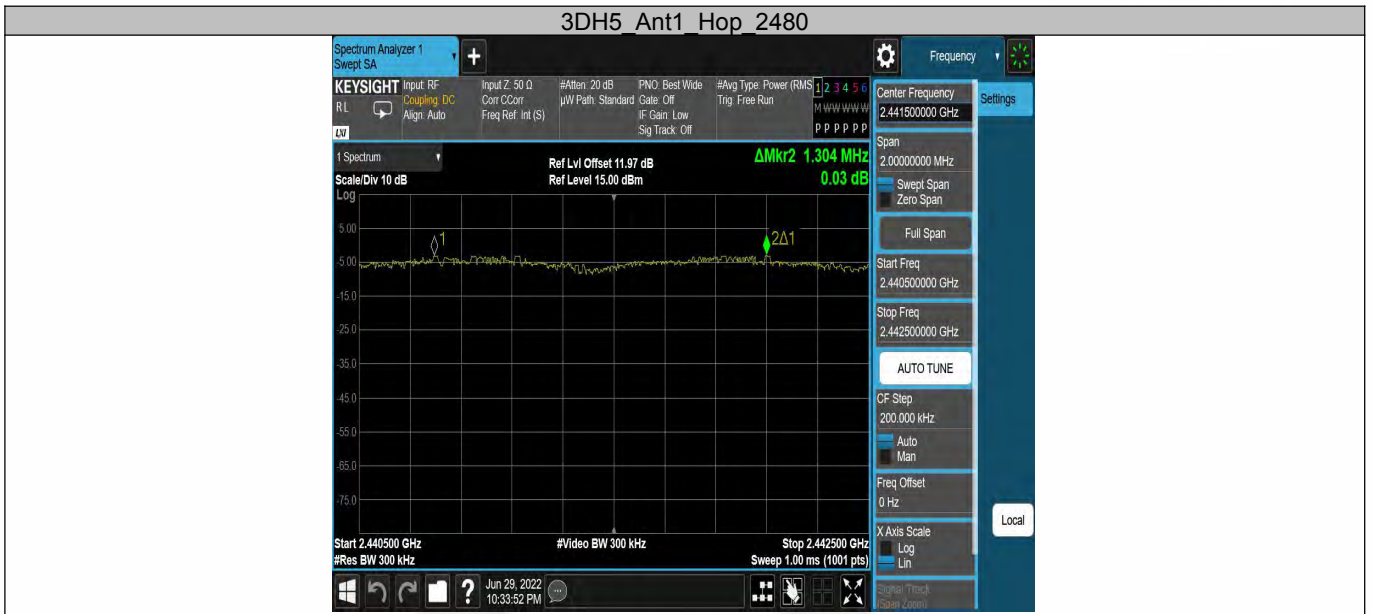 3DH5_Ant1_Hop_2480
Spectrum Analyzer 1
Swept SA
+
Frequency
KEYSIGHT
RL
LXI
Input: RF
Coupling: DC
Align: Auto
Input Z: 50 Ω
Corr CCorr
Freq Ref: Int (S)
#Atten: 20 dB
µW Path: Standard
PNO: Best Wide
Gate: Off
IF Gain: Low
Sig Track: Off
#Avg Type: Power (RMS
Trig: Free Run
1 2 3 4 5 6
M W W W W W
P P P P P P
1 Spectrum
Scale/Div 10 dB
Log
Ref Lvl Offset 11.97 dB
Ref Level 15.00 dBm
ΔMkr2 1.304 MHz
0.03 dB
1
2Δ1
5.00
-5.00
-15.0
-25.0
-35.0
-45.0
-55.0
-65.0
-75.0
Start 2.440500 GHz
#Res BW 300 kHz
#Video BW 300 kHz
Stop 2.442500 GHz
Sweep 1.00 ms (1001 pts)
Center Frequency
2.441500000 GHz
Settings
Span
2.00000000 MHz
Swept Span
Zero Span
Full Span
Start Freq
2.440500000 GHz
Stop Freq
2.442500000 GHz
AUTO TUNE
CF Step
200.000 kHz
Auto
Man
Freq Offset
0 Hz
X Axis Scale
Log
Lin
Local
Signal Track
(Span Zoom)
?
Jun 29, 2022
10:33:52 PM